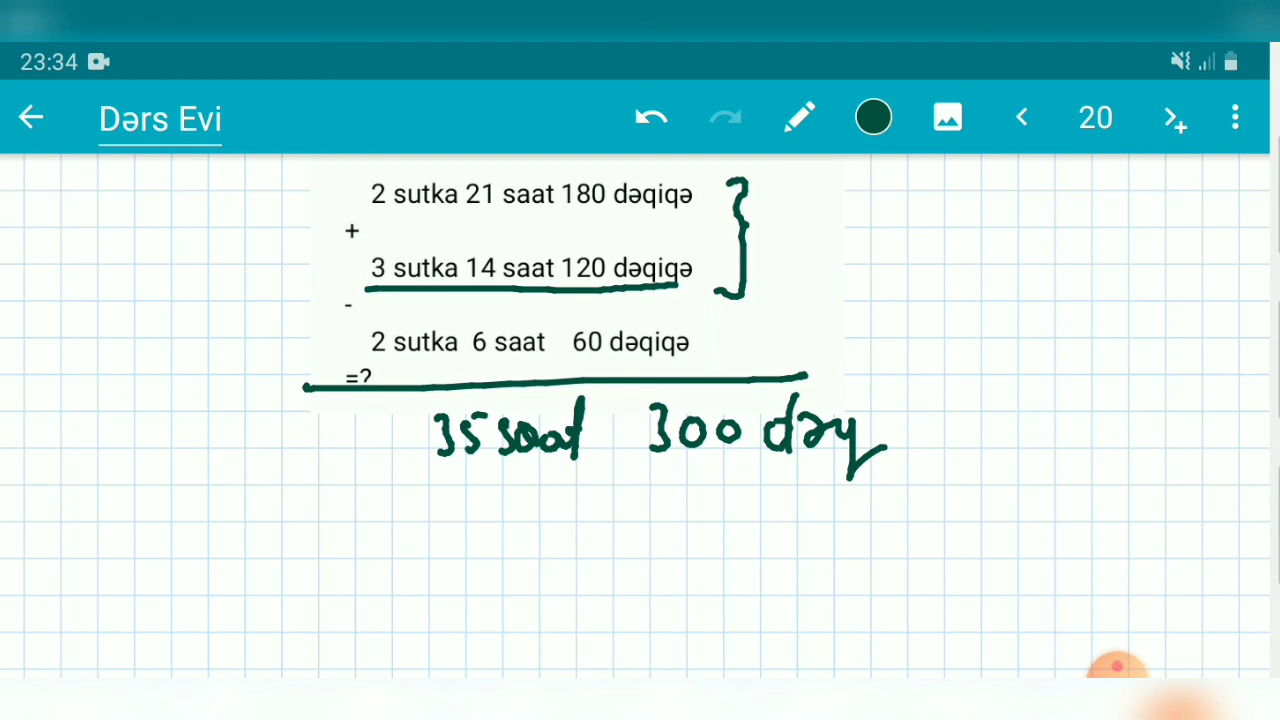 23:34
Dərs Evi
20
2 sutka 21 saat 180 dəqiqə
+
3 sutka 14 saat 120 dəqiqə
-
2 sutka 6 saat 60 dəqiqə
=?
35 saat 300 dəq